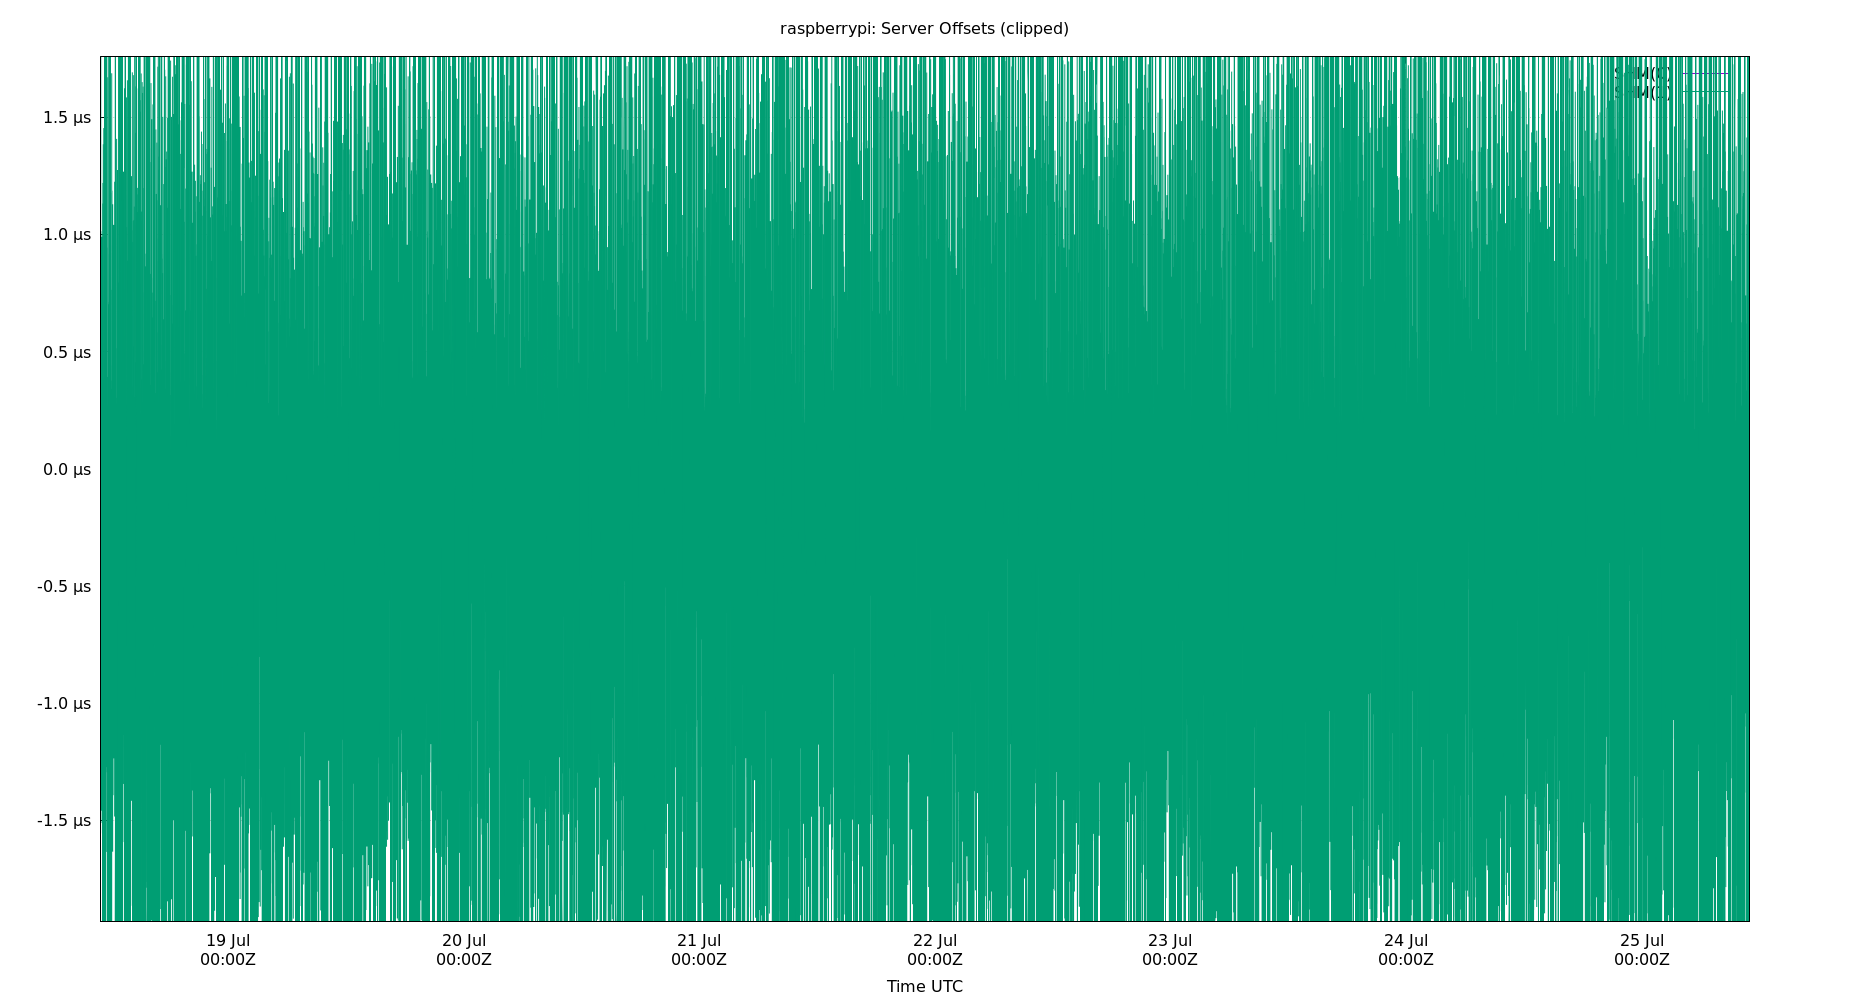 raspberrypi: Server Offsets (clipped)
1.5 µs
1.0 µs
0.5 µs
0.0 µs
-0.5 µs
-1.0 µs
-1.5 µs
19 Jul 20 Jul 21 Jul 22 Jul 23 Jul 24 Jul 25 Jul
00:00Z 00:00Z 00:00Z 00:00Z 00:00Z 00:00Z 00:00Z
Time UTC